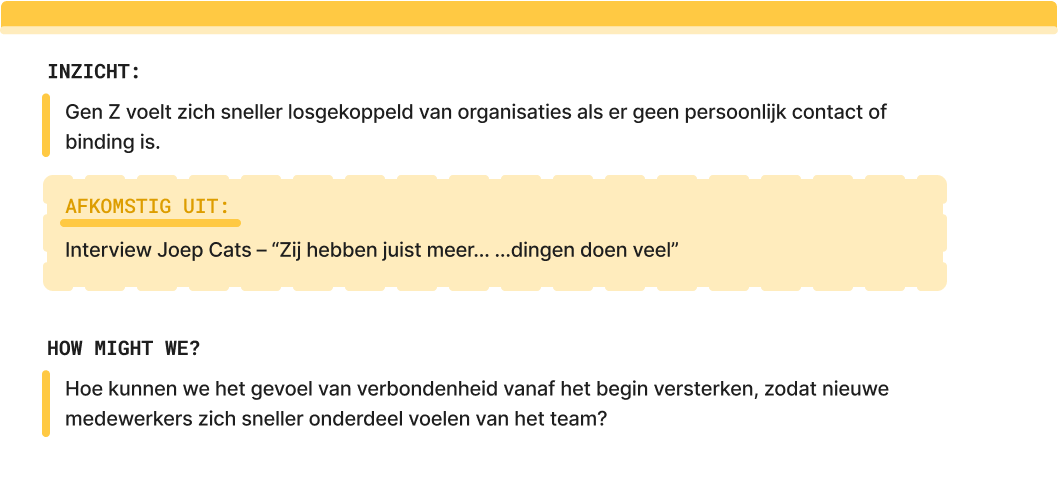 INZICHT:
Gen Z voelt zich sneller losgekoppeld van organisaties als er geen persoonlijk contact of
binding is.
AFKOMSTIG UIT:
Interview Joep Cats – “Zij hebben juist meer... ...dingen doen veel”
HOW MIGHT WE?
Hoe kunnen we het gevoel van verbondenheid vanaf het begin versterken, zodat nieuwe
medewerkers zich sneller onderdeel voelen van het team?